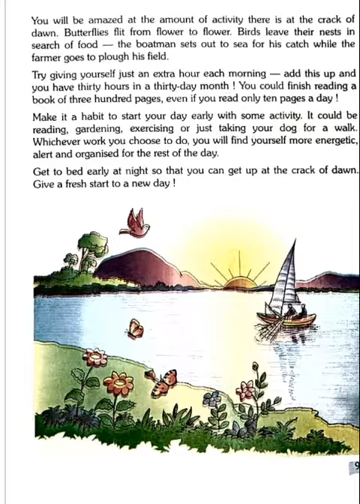 You will be amazed at the amount of activity there is at the crack of
dawn. Butterflies flit from flower to flower. Birds leave their nests in
search of food — the boatman sets out to sea for his catch while the
farmer goes to plough his field.
Try giving yourself just an extra hour each morning — add this up and
you have thirty hours in a thirty-day month ! You could finish reading a
book of three hundred pages, even if you read only ten pages a day !
Make it a habit to start your day early with some activity. It could be
reading, gardening, exercising or just taking your dog for a walk.
Whichever work you choose to do, you will find yourself more energetic,
alert and organised for the rest of the day.
Get to bed early at night so that you can get up at the crack of dawn.
Give a fresh start to a new day !
9